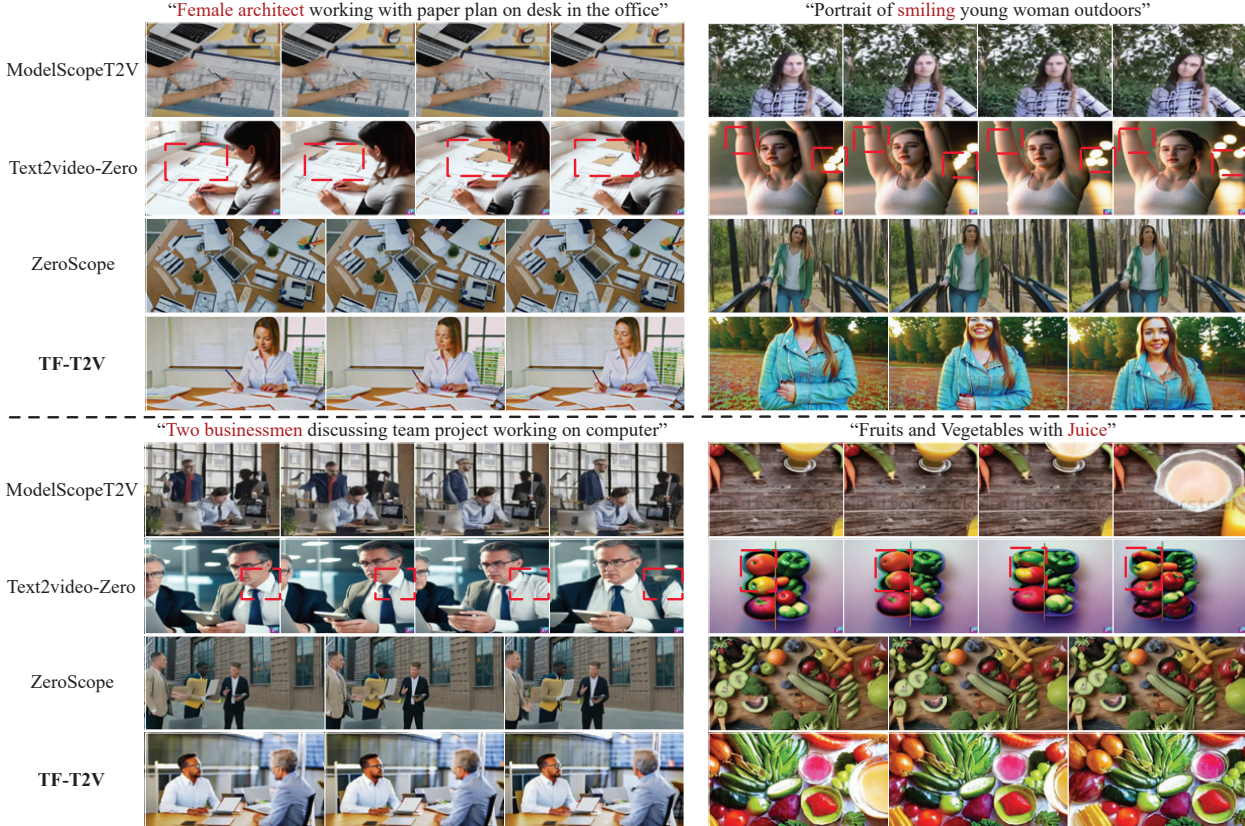 “Female architect working with paper plan on desk in the office”
“Portrait of smiling young woman outdoors”
ModelScopeT2V
Text2video-Zero
ZeroScope
TF-T2V
“Two businessmen discussing team project working on computer”
“Fruits and Vegetables with Juice”
ModelScopeT2V
Text2video-Zero
ZeroScope
TF-T2V